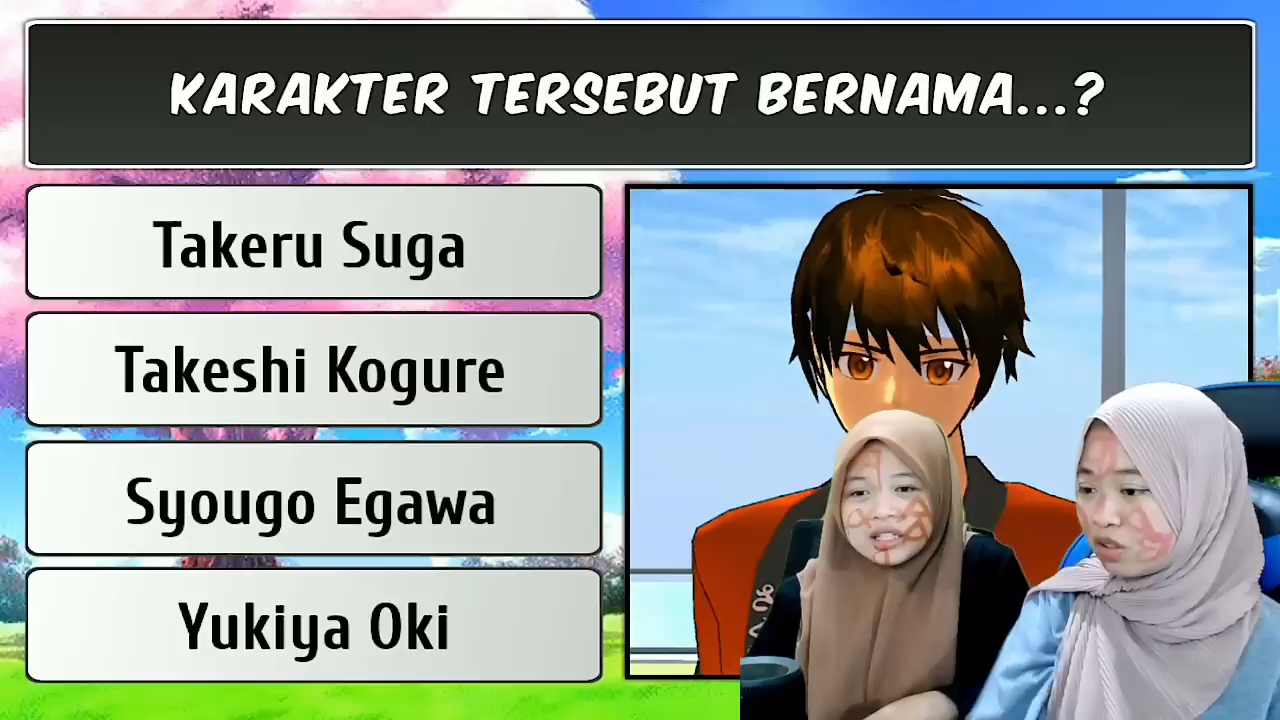 KARAKTER TERSEBUT BERNAMA...?
Takeru Suga
Takeshi Kogure
Syougo Egawa
Yukiya Oki